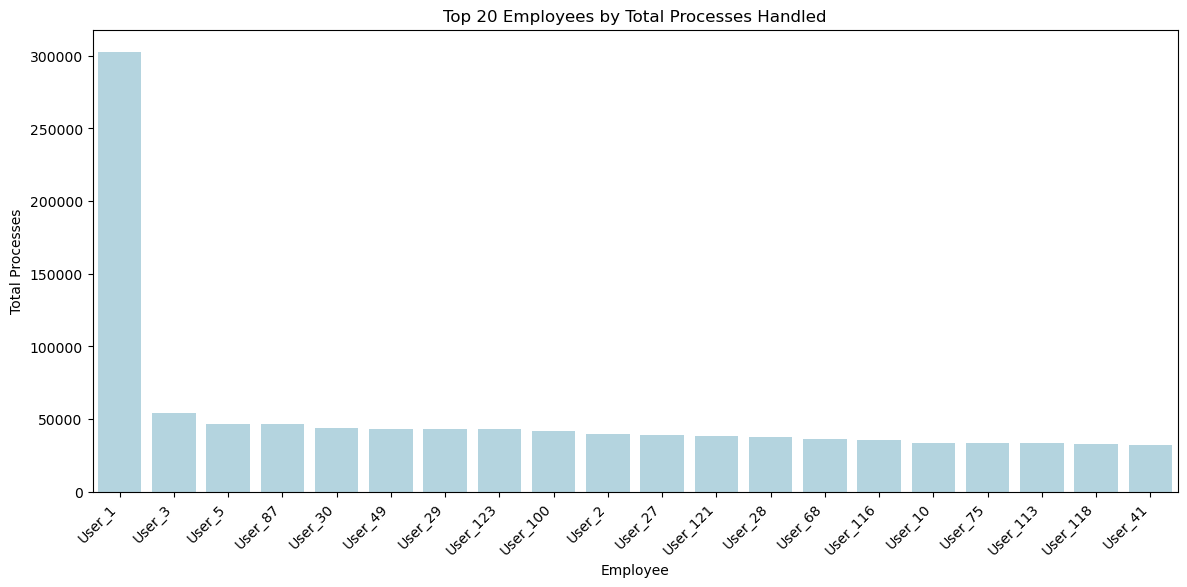 Top 20 Employees by Total Processes Handled
Total Processes
300000
250000
200000
150000
100000
50000
0
User_1
User_3
User_5
User_87
User_30
User_49
User_29
User_123
User_100
User_2
User_27
User_121
User_28
User_68
User_116
User_10
User_75
User_113
User_118
User_41
Employee